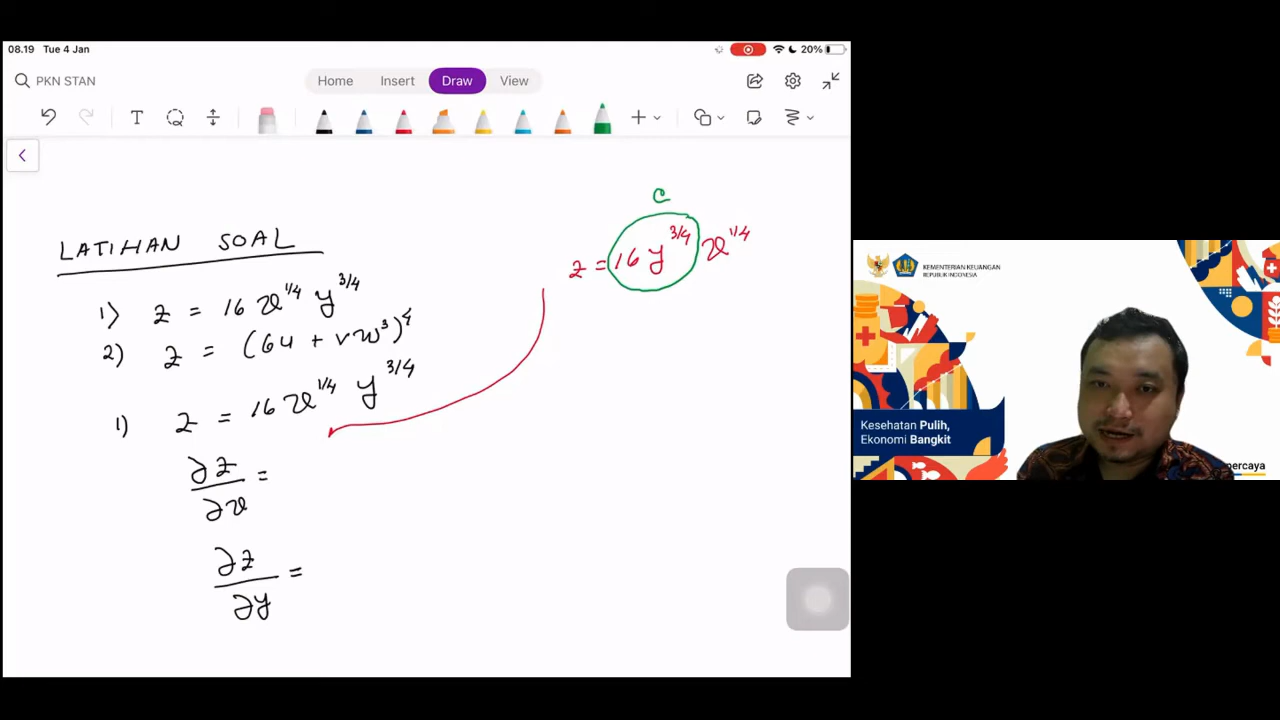 08.19 Tue 4 Jan
20%
PKN STAN
Home Insert Draw View
T
LATIHAN SOAL
1) z = 16 x^1/4 y^3/4
2) z = (6u + vw^3)^4
1) z = 16 x^1/4 y^3/4
∂z/∂x =
∂z/∂y =
c
z = 16 y^3/4 x^1/4
KEMENTERIAN KEUANGAN
REPUBLIK INDONESIA
Kesehatan Pulih,
Ekonomi Bangkit
percaya